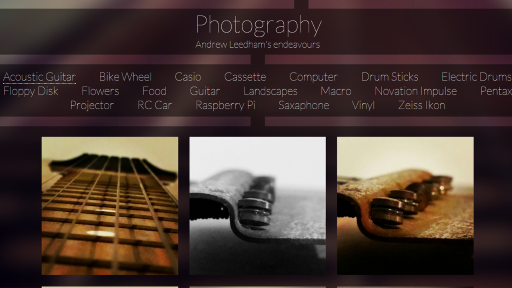 Photography
Andrew Leedham's endeavours
Acoustic Guitar Bike Wheel Casio Cassette Computer Drum Sticks Electric Drums
Floppy Disk Flowers Food Guitar Landscapes Macro Novation Impulse Pentax
Projector RC Car Raspberry Pi Saxaphone Vinyl Zeiss Ikon